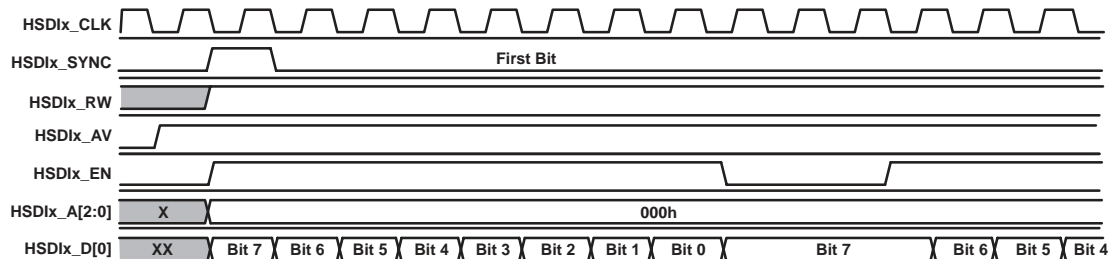 HSDIx_CLK
HSDIx_SYNC First Bit
HSDIx_RW
HSDIx_AV
HSDIx_EN
HSDIx_A[2:0] X 000h
HSDIx_D[0] XX Bit 7 Bit 6 Bit 5 Bit 4 Bit 3 Bit 2 Bit 1 Bit 0 Bit 7 Bit 6 Bit 5 Bit 4